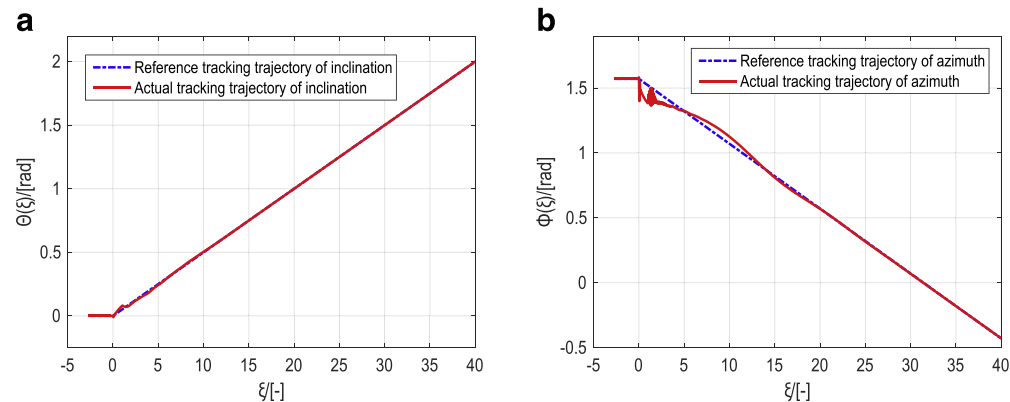 a
Reference tracking trajectory of inclination
Actual tracking trajectory of inclination
2
1.5
1
0.5
0
-5 0 5 10 15 20 25 30 35 40
Θ(ξ)/[rad]
ξ/[-]
b
Reference tracking trajectory of azimuth
Actual tracking trajectory of azimuth
1.5
1
0.5
0
-0.5
-5 0 5 10 15 20 25 30 35 40
Φ(ξ)/[rad]
ξ/[-]